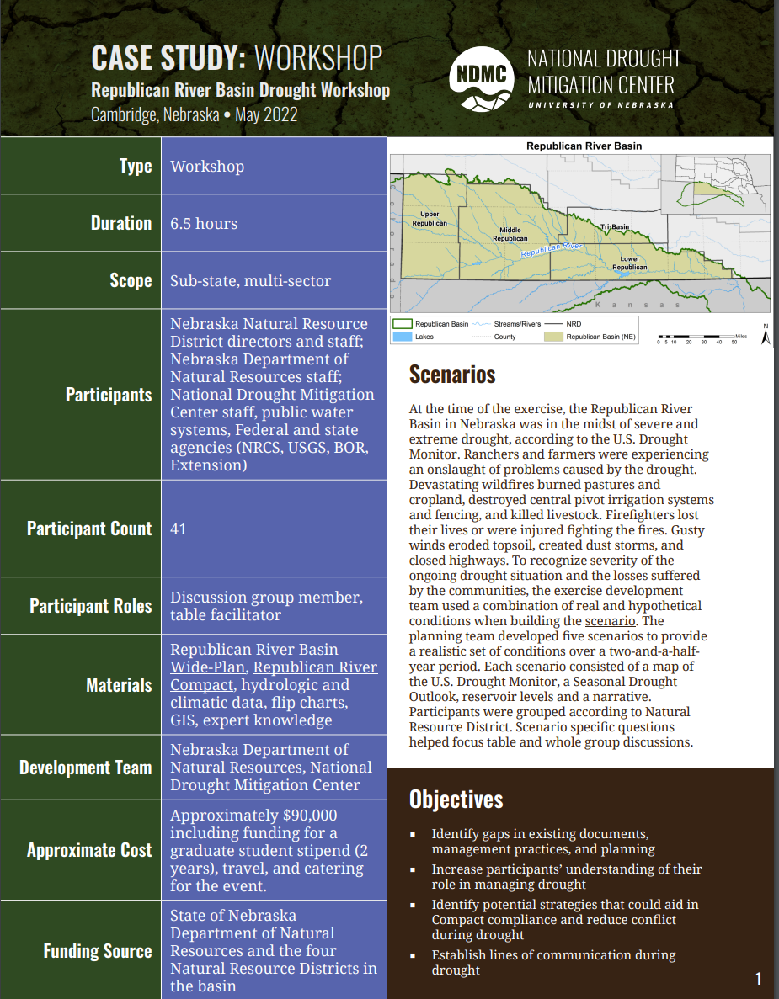 CASE STUDY: WORKSHOP
Republican River Basin Drought Workshop
Cambridge, Nebraska • May 2022
NDMC
NATIONAL DROUGHT
MITIGATION CENTER
UNIVERSITY OF NEBRASKA
Type
Workshop
Duration
6.5 hours
Scope
Sub-state, multi-sector
Participants
Nebraska Natural Resource
District directors and staff;
Nebraska Department of
Natural Resources staff;
National Drought Mitigation
Center staff, public water
systems, Federal and state
agencies (NRCS, USGS, BOR,
Extension)
Participant Count
41
Participant Roles
Discussion group member,
table facilitator
Materials
Republican River Basin
Wide-Plan, Republican River
Compact, hydrologic and
climatic data, flip charts,
GIS, expert knowledge
Development Team
Nebraska Department of
Natural Resources, National
Drought Mitigation Center
Approximate Cost
Approximately $90,000
including funding for a
graduate student stipend (2
years), travel, and catering
for the event.
Funding Source
State of Nebraska
Department of Natural
Resources and the four
Natural Resource Districts in
the basin
Republican River Basin
Upper
Republican
Middle
Republican
Tri-Basin
Republican River
Lower
Republican
Kansas
Republican Basin
Streams/Rivers
NRD
Lakes
County
Republican Basin (NE)
0 5 10 20 30 40 50
Miles
N
Scenarios
At the time of the exercise, the Republican River
Basin in Nebraska was in the midst of severe and
extreme drought, according to the U.S. Drought
Monitor. Ranchers and farmers were experiencing
an onslaught of problems caused by the drought.
Devastating wildfires burned pastures and
cropland, destroyed central pivot irrigation systems
and fencing, and killed livestock. Firefighters lost
their lives or were injured fighting the fires. Gusty
winds eroded topsoil, created dust storms, and
closed highways. To recognize severity of the
ongoing drought situation and the losses suffered
by the communities, the exercise development
team used a combination of real and hypothetical
conditions when building the scenario. The
planning team developed five scenarios to provide
a realistic set of conditions over a two-and-a-half-
year period. Each scenario consisted of a map of
the U.S. Drought Monitor, a Seasonal Drought
Outlook, reservoir levels and a narrative.
Participants were grouped according to Natural
Resource District. Scenario specific questions
helped focus table and whole group discussions.
Objectives
▪ Identify gaps in existing documents,
management practices, and planning
▪ Increase participants’ understanding of their
role in managing drought
▪ Identify potential strategies that could aid in
Compact compliance and reduce conflict
during drought
▪ Establish lines of communication during
drought
1